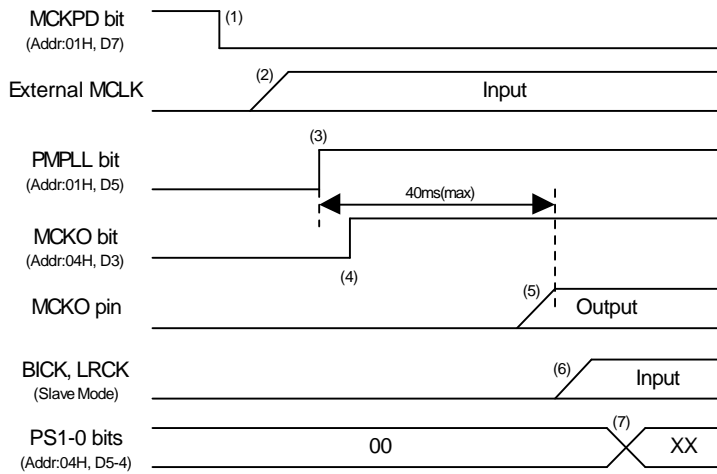 MCKPD bit
(Addr:01H, D7)
(1)
External MCLK
(2)
Input
(3)
PMPLL bit
(Addr:01H, D5)
40ms(max)
MCKO bit
(Addr:04H, D3)
(4)
MCKO pin
(5)
Output
BICK, LRCK
(Slave Mode)
(6)
Input
PS1-0 bits
(Addr:04H, D5-4)
00
(7)
XX